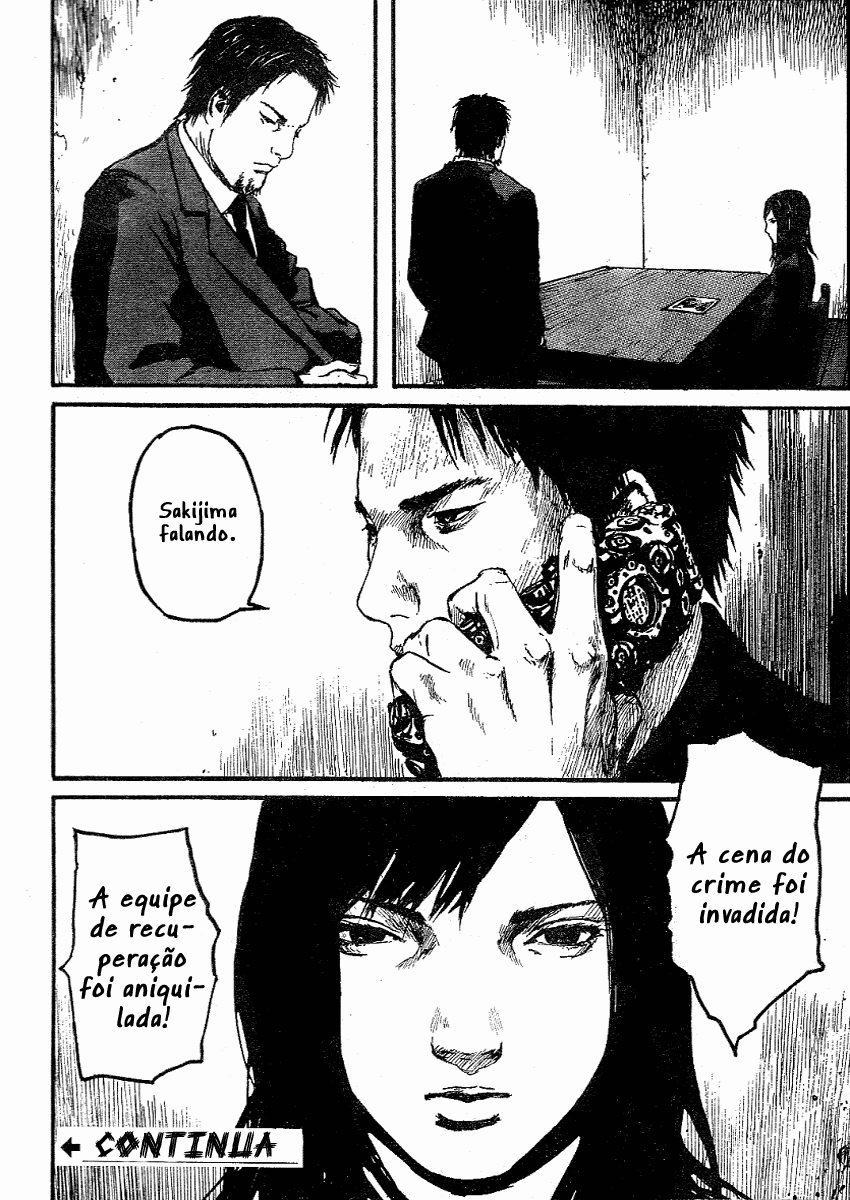 Sakijima
falando.
A cena do
crime foi
invadida!
A equipe
de recu-
peração
foi aniqui-
lada!
CONTINUA